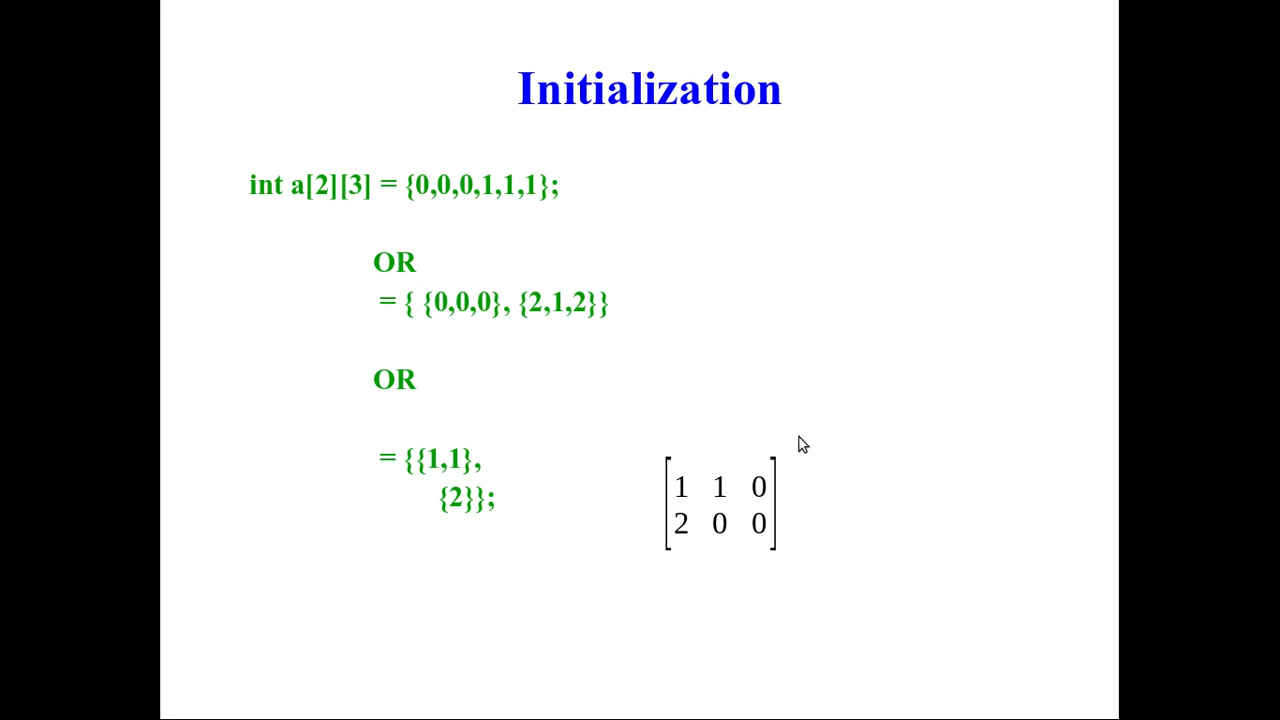 Initialization
int a[2][3] = {0,0,0,1,1,1};
OR
= { {0,0,0}, {2,1,2}}
OR
= {{1,1},
{2}};
1 1 0
2 0 0